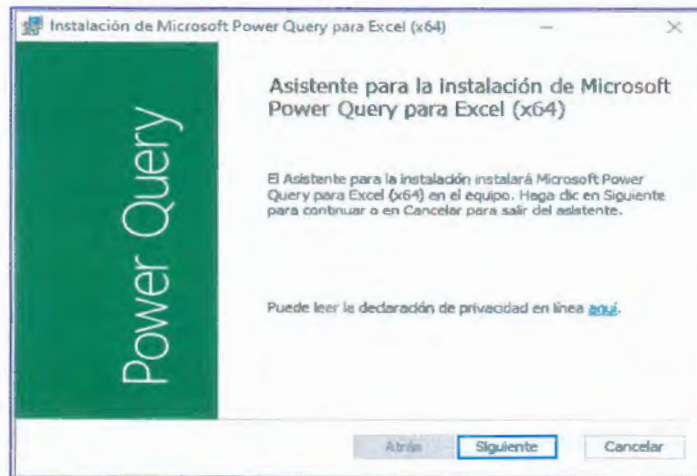 Instalación de Microsoft Power Query para Excel (x64)
Power Query
Asistente para la instalación de Microsoft
Power Query para Excel (x64)
El Asistente para la instalación instalará Microsoft Power
Query para Excel (x64) en el equipo. Haga clic en Siguiente
para continuar o en Cancelar para salir del asistente.
Puede leer la declaración de privacidad en línea aquí.
Atrás
Siguiente
Cancelar